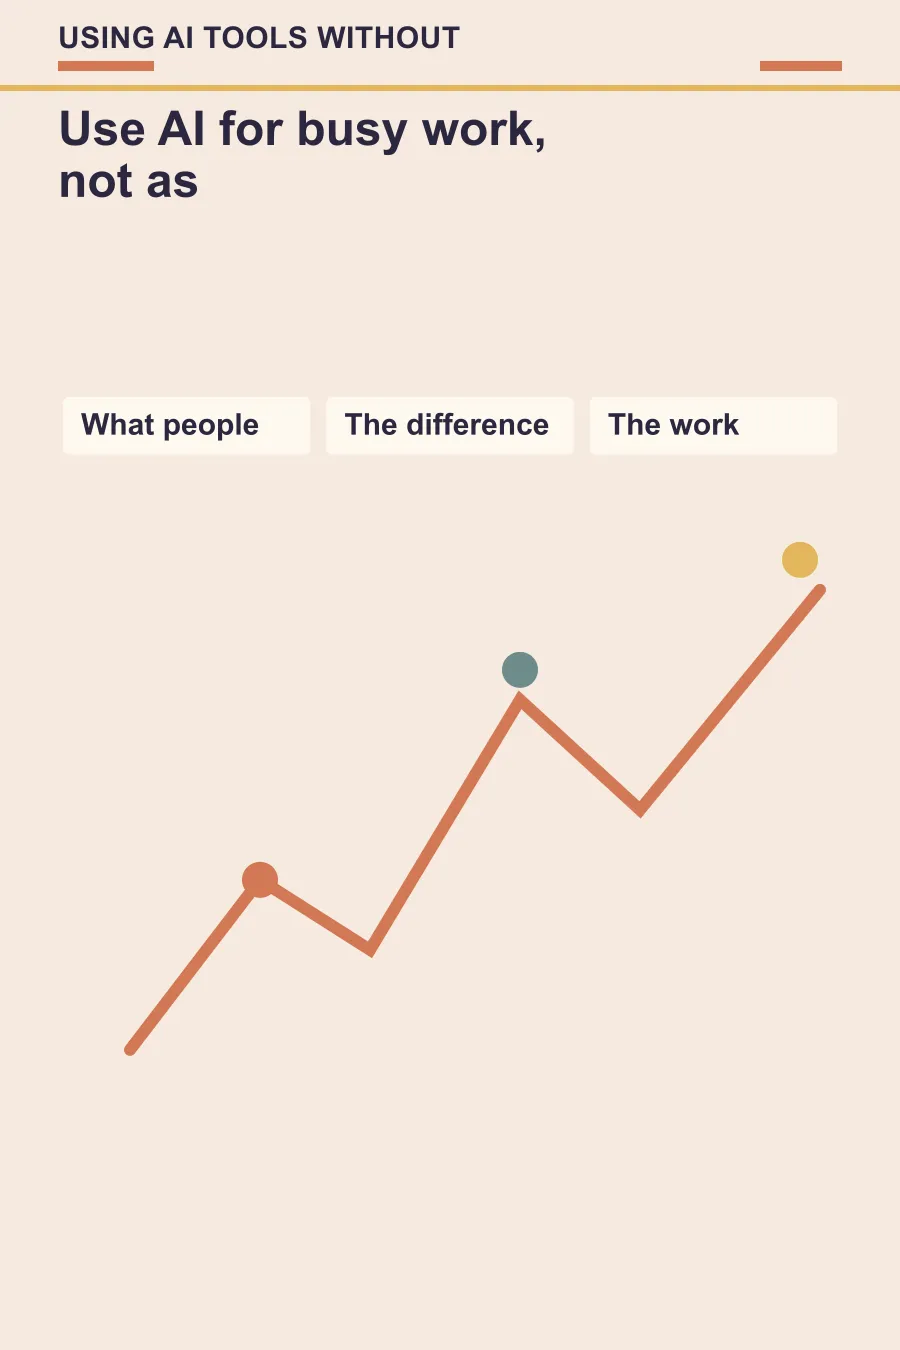 USING AI TOOLS WITHOUT
Use AI for busy work,
not as
What people
The difference
The work